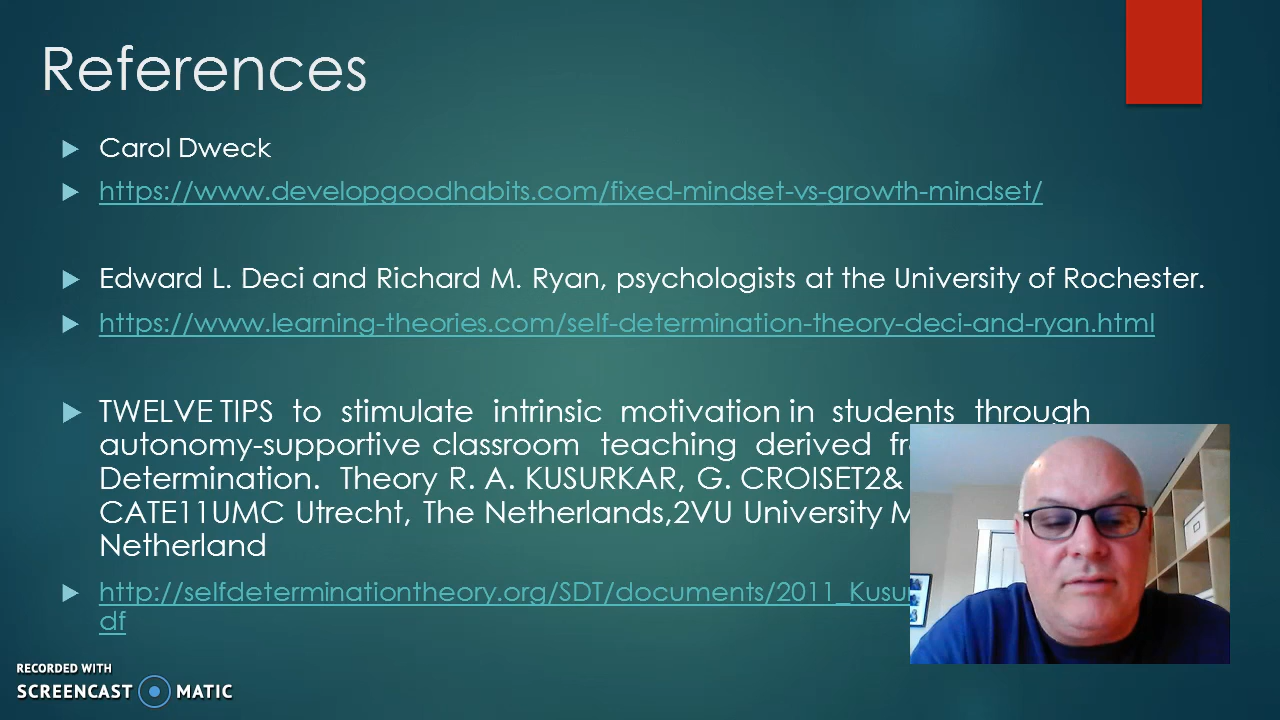 References
Carol Dweck
https://www.developgoodhabits.com/fixed-mindset-vs-growth-mindset/
Edward L. Deci and Richard M. Ryan, psychologists at the University of Rochester.
https://www.learning-theories.com/self-determination-theory-deci-and-ryan.html
TWELVE TIPS to stimulate intrinsic motivation in students through
autonomy-supportive classroom teaching derived
Determination. Theory R. A. KUSURKAR, G. CROISET2&
CATE11UMC Utrecht, The Netherlands,2VU University
Netherland
http://selfdeterminationtheory.org/SDT/documents/2011_Kusu
df
RECORDED WITH
SCREENCAST MATIC